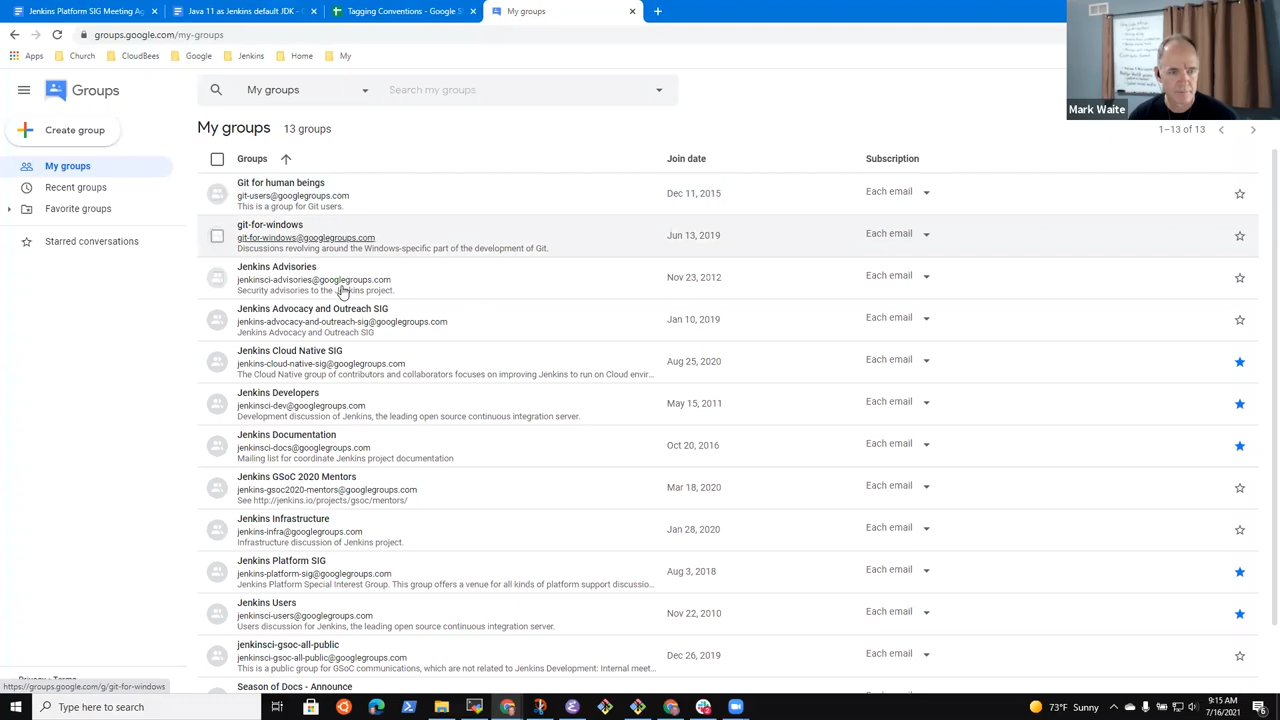 Jenkins Platform SIG Meeting Ag
Java 11 as Jenkins default JDK - G
Tagging Conventions - Google S
My groups
groups.google.com/my-groups
Apps
Church
CloudBees
Google
Jenkins
Home
My
Mark Waite
Groups
My groups
Search my groups
Create group
My groups
Recent groups
Favorite groups
Starred conversations
My groups 13 groups
1–13 of 13
Groups
Join date
Subscription
Git for human beings
git-users@googlegroups.com
This is a group for Git users.
Dec 11, 2015
Each email
git-for-windows
git-for-windows@googlegroups.com
Discussions revolving around the Windows-specific part of the development of Git.
Jun 13, 2019
Each email
Jenkins Advisories
jenkinsci-advisories@googlegroups.com
Security advisories to the Jenkins project.
Nov 23, 2012
Each email
Jenkins Advocacy and Outreach SIG
jenkins-advocacy-and-outreach-sig@googlegroups.com
Jenkins Advocacy and Outreach SIG
Jan 10, 2019
Each email
Jenkins Cloud Native SIG
jenkins-cloud-native-sig@googlegroups.com
The Cloud Native group of contributors and collaborators focuses on improving Jenkins to run on Cloud envir...
Aug 25, 2020
Each email
Jenkins Developers
jenkinsci-dev@googlegroups.com
Development discussion of Jenkins, the leading open source continuous integration server.
May 15, 2011
Each email
Jenkins Documentation
jenkinsci-docs@googlegroups.com
Mailing list for coordinate Jenkins project documentation
Oct 20, 2016
Each email
Jenkins GSoC 2020 Mentors
jenkins-gsoc2020-mentors@googlegroups.com
See http://jenkins.io/projects/gsoc/mentors/
Mar 18, 2020
Each email
Jenkins Infrastructure
jenkins-infra@googlegroups.com
Infrastructure discussion of Jenkins project.
Jan 28, 2020
Each email
Jenkins Platform SIG
jenkins-platform-sig@googlegroups.com
Jenkins Platform Special Interest Group. This group offers a venue for all kinds of platform support discussio...
Aug 3, 2018
Each email
Jenkins Users
jenkinsci-users@googlegroups.com
Users discussion for Jenkins, the leading open source continuous integration server.
Nov 22, 2010
Each email
jenkinsci-gsoc-all-public
jenkinsci-gsoc-all-public@googlegroups.com
This is a public group for GSoC communications, which are not related to Jenkins Development: Internal meet...
Dec 26, 2019
Each email
Season of Docs - Announce
Privacy - Terms
https://groups.google.com/g/git-for-windows
Type here to search
73°F Sunny
9:15 AM
7/16/2021
6